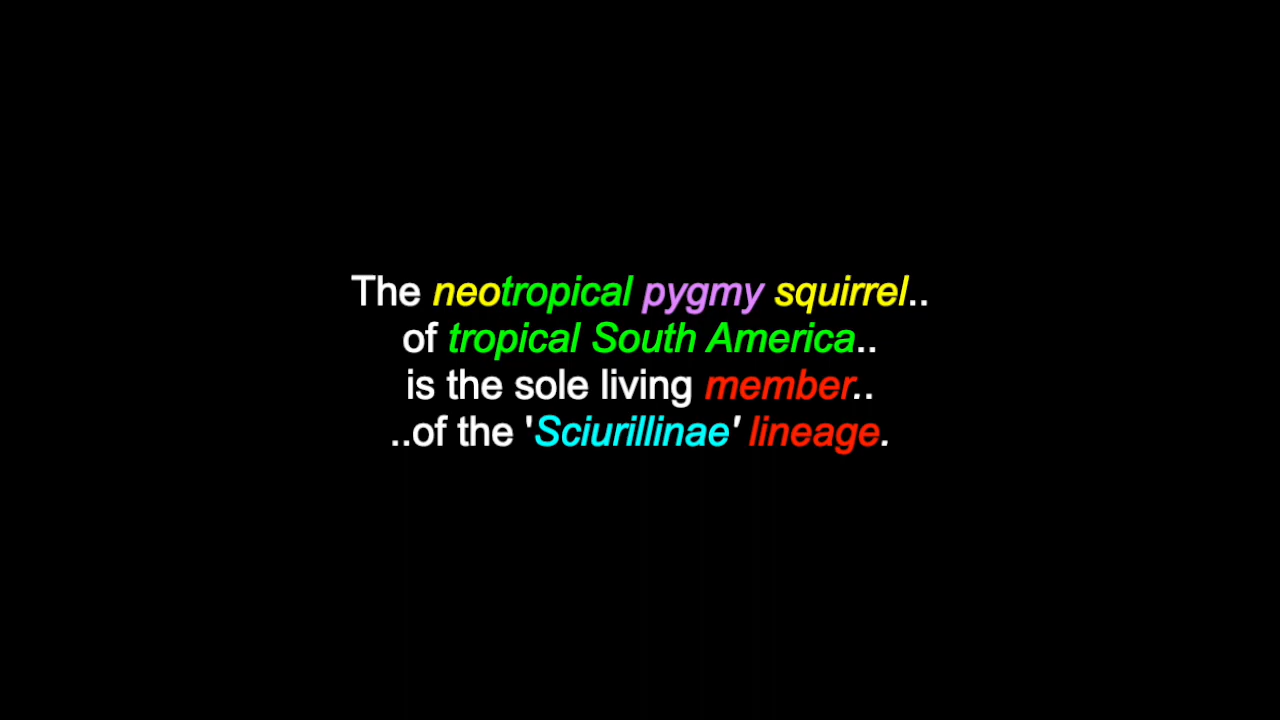 The neotropical pygmy squirrel..
of tropical South America..
is the sole living member..
..of the 'Sciurillinae' lineage.